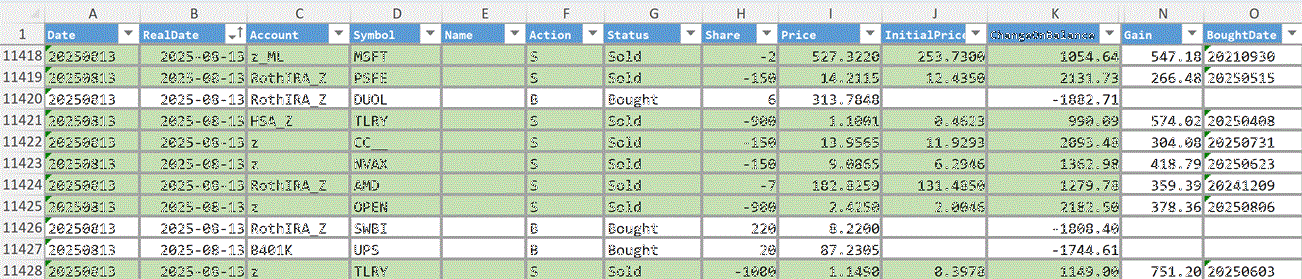 A B C D E F G H I J K N O
1 Date RealDate Account Symbol Name Action Status Share Price InitialPrice ChangeInBalance Gain BoughtDate
11418 20250813 2025-08-13 z_ML MSFT S Sold -2 527.3220 253.7300 1054.64 547.18 20210930
11419 20250813 2025-08-13 RothIRA_Z PSFE S Sold -150 14.2115 12.4350 2131.73 266.48 20250515
11420 20250813 2025-08-13 RothIRA_Z DUOL B Bought 6 313.7848 -1882.71
11421 20250813 2025-08-13 HSA_Z TLRY S Sold -900 1.1001 0.4623 990.09 574.02 20250408
11422 20250813 2025-08-13 z CC__ S Sold -150 13.9565 11.9293 2093.48 304.08 20250731
11423 20250813 2025-08-13 z NVAX S Sold -150 9.0865 6.2946 1362.98 418.79 20250623
11424 20250813 2025-08-13 RothIRA_Z AMD S Sold -7 182.8259 131.4850 1279.78 359.39 20241209
11425 20250813 2025-08-13 z OPEN S Sold -900 2.4250 2.0046 2182.50 378.36 20250806
11426 20250813 2025-08-13 RothIRA_Z SWBI B Bought 220 8.2200 -1808.40
11427 20250813 2025-08-13 8401K UPS B Bought 20 87.2305 -1744.61
11428 20250813 2025-08-13 z TLRY S Sold -1000 1.1490 0.3978 1149.00 751.20 20250603